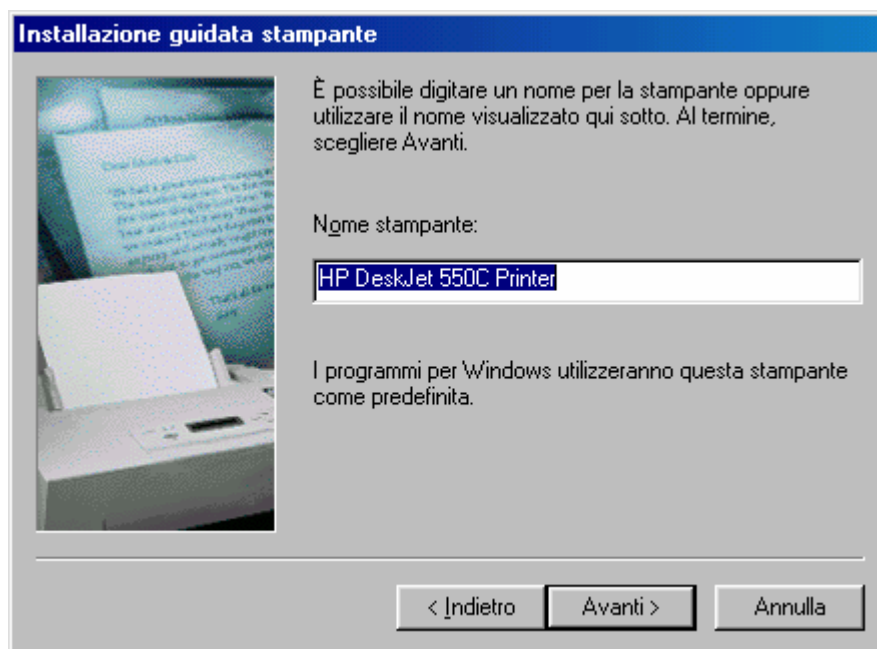 Installazione guidata stampante
È possibile digitare un nome per la stampante oppure
utilizzare il nome visualizzato qui sotto. Al termine,
scegliere Avanti.
Nome stampante:
HP DeskJet 550C Printer
I programmi per Windows utilizzeranno questa stampante
come predefinita.
< Indietro
Avanti >
Annulla